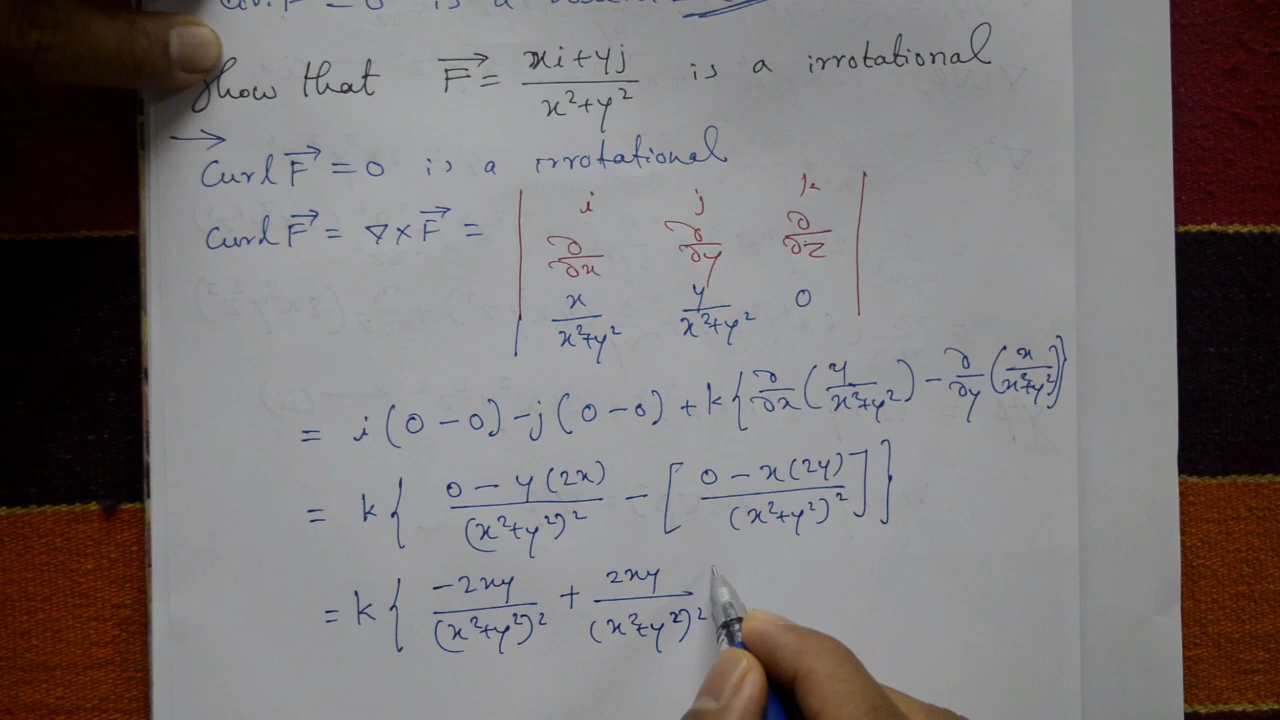 is a
Show that F⃗ = (xi+yj)/(x²+y²) is a irrotational
→
Curl F⃗ = 0 is a irrotational
Curl F⃗ = ∇×F⃗ = | i j k
∂/∂x ∂/∂y ∂/∂z
x/(x²+y²) y/(x²+y²) 0 |
= i(0-0)-j(0-0)+k{∂/∂x(y/(x²+y²)) - ∂/∂y(x/(x²+y²))}
= k{ (0-y(2x))/(x²+y²)² - [ (0-x(2y))/(x²+y²)² ] }
= k{ -2xy/(x²+y²)² + 2xy/(x²+y²)²